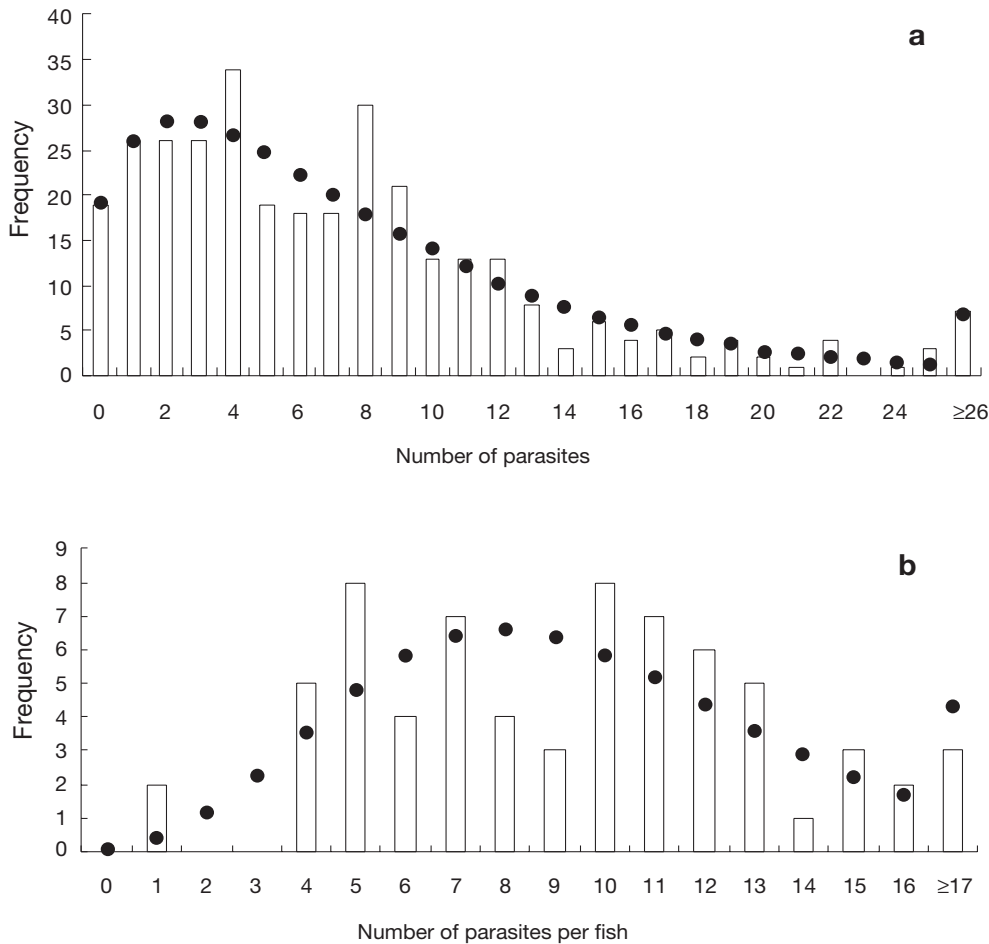 a
40
35
30
25
20
15
10
5
0
Frequency
0 2 4 6 8 10 12 14 16 18 20 22 24 ≥26
Number of parasites
b
9
8
7
6
5
4
3
2
1
0
Frequency
0 1 2 3 4 5 6 7 8 9 10 11 12 13 14 15 16 ≥17
Number of parasites per fish